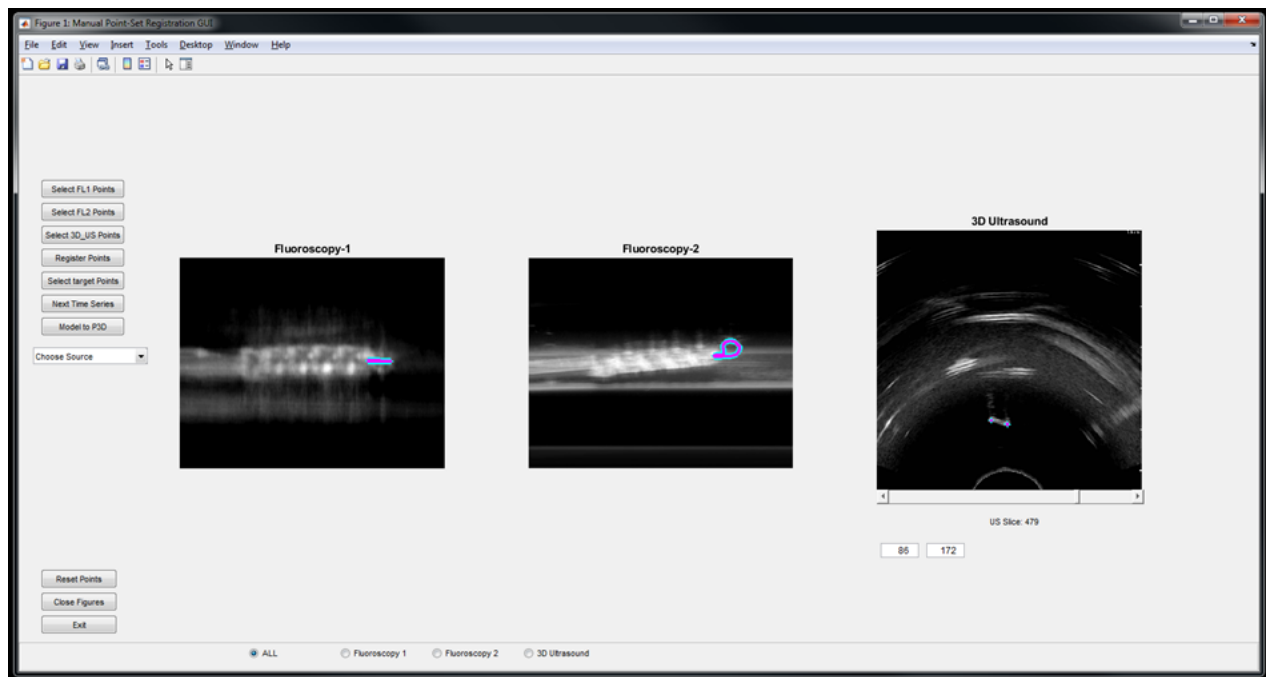 Figure 1: Manual Point-Set Registration GUI
File Edit View Insert Tools Desktop Window Help
Select FL1 Points
Select FL2 Points
Select 3D_US Points
Register Points
Select target Points
Next Time Series
Model to P3D
Choose Source
Fluoroscopy-1
Fluoroscopy-2
3D Ultrasound
US Slice: 479
86 172
Reset Points
Close Figures
Exit
ALL Fluoroscopy 1 Fluoroscopy 2 3D Ultrasound